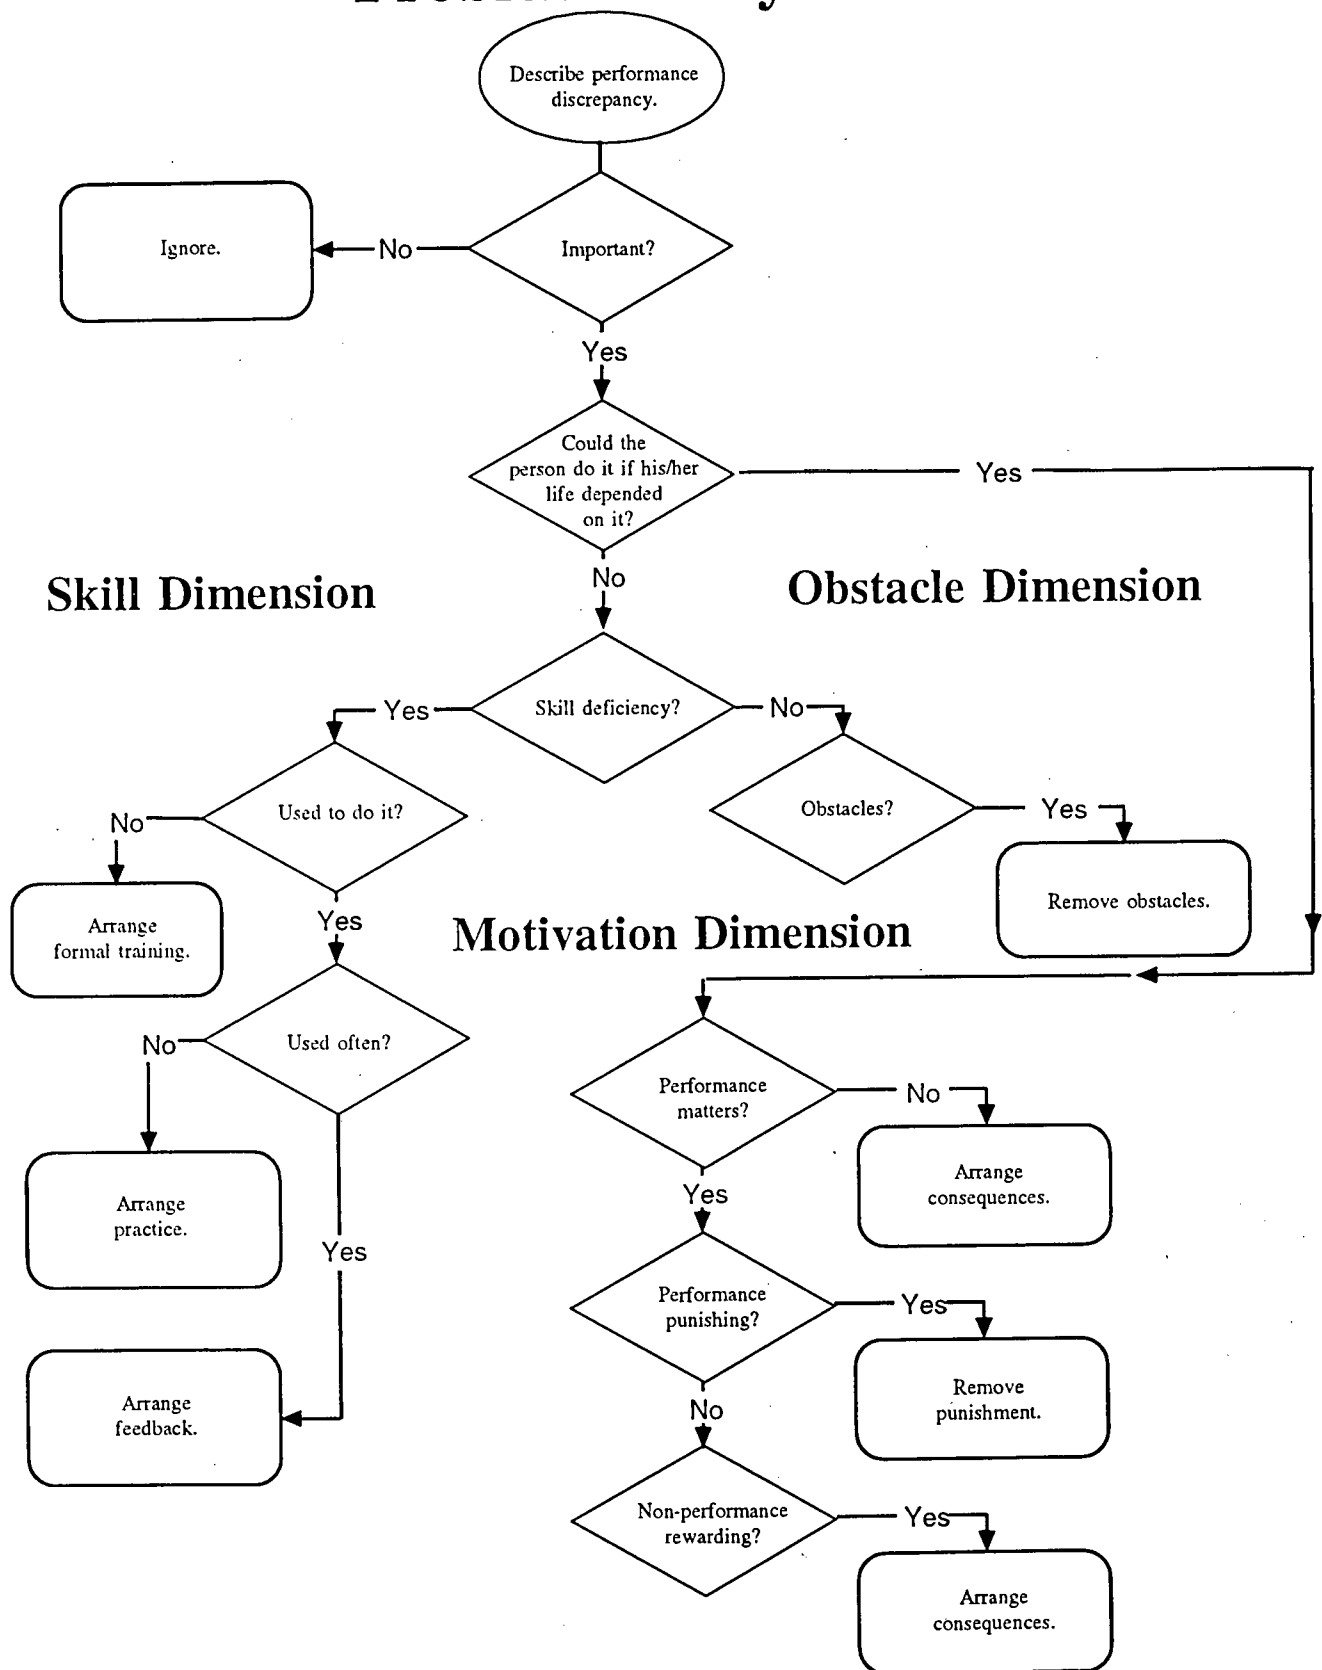 Describe performance
discrepancy.
Ignore.
No
Important?
Yes
Could the
person do it if his/her
life depended
on it?
Yes
No
Skill Dimension
Obstacle Dimension
Yes
Skill deficiency?
No
Used to do it?
No
Obstacles?
Yes
Remove obstacles.
Arrange
formal training.
Yes
Motivation Dimension
No
Used often?
Performance
matters?
No
Arrange
consequences.
Arrange
practice.
Yes
Yes
Performance
punishing?
Yes
Remove
punishment.
Arrange
feedback.
No
Non-performance
rewarding?
Yes
Arrange
consequences.